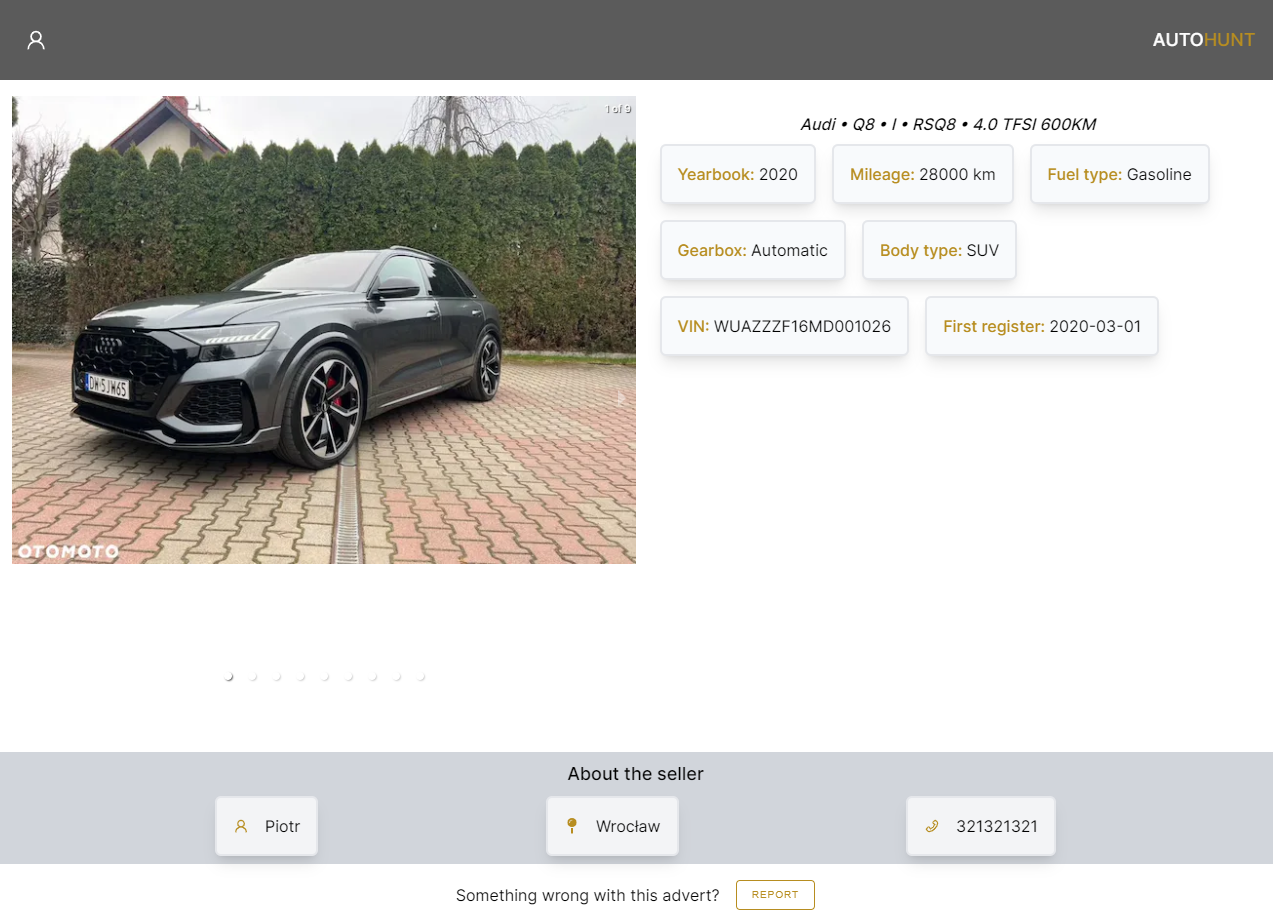 AUTOHUNT
1 of 9
Audi • Q8 • I • RSQ8 • 4.0 TFSI 600KM
Yearbook: 2020
Mileage: 28000 km
Fuel type: Gasoline
Gearbox: Automatic
Body type: SUV
VIN: WUAZZZF16MD001026
First register: 2020-03-01
DW 5JW65
OTOMOTO
About the seller
Piotr
Wrocław
321321321
Something wrong with this advert?
REPORT